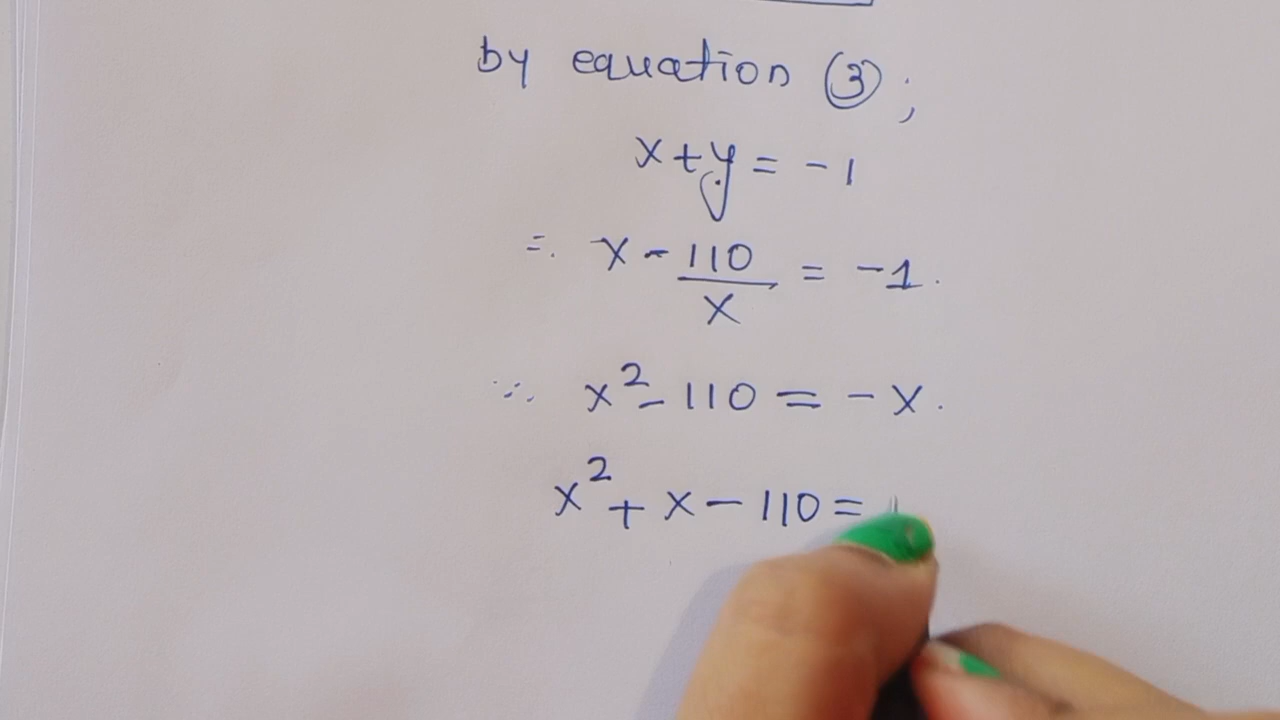 by equation ③ ;
x + y = - 1
∴ x - 110/x = - 1 .
∴ x² - 110 = - x .
x² + x - 110 =